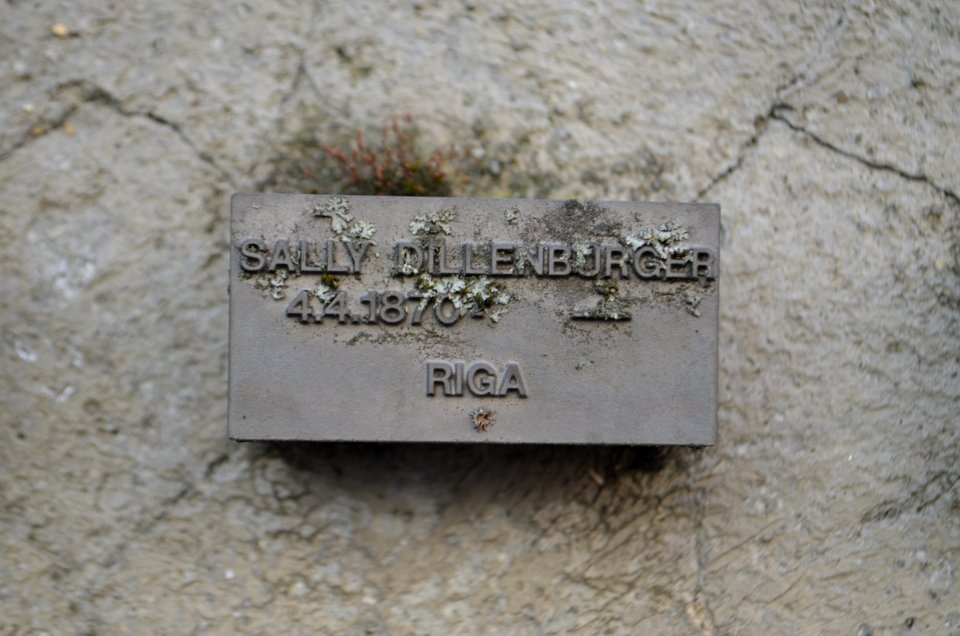 SALLY DILLENBURGER
4.4.1870 - —
RIGA